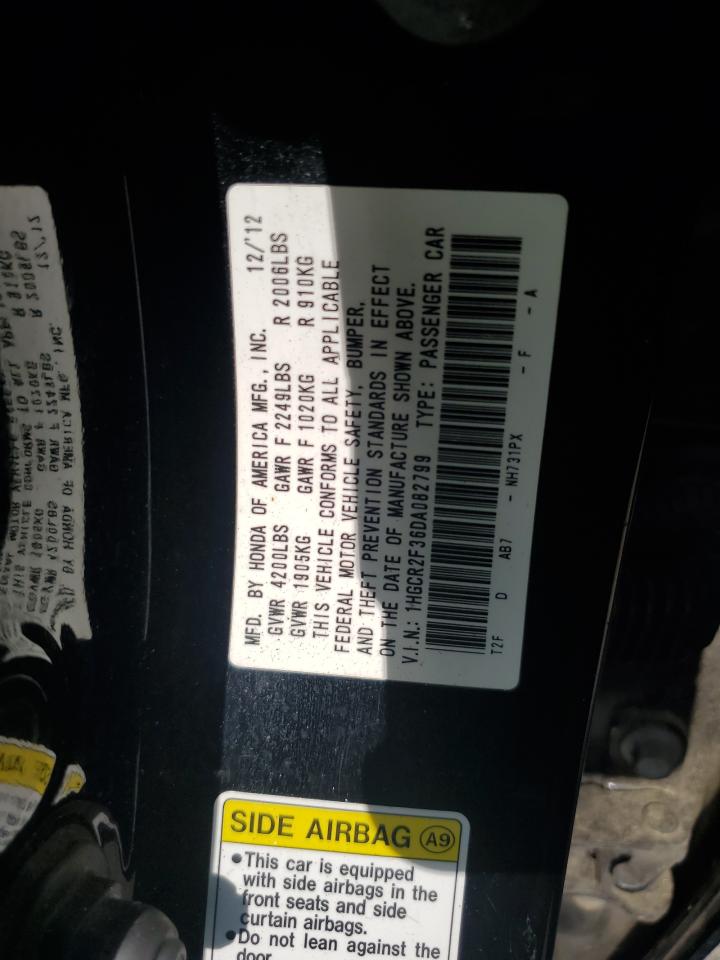 MFD. BY HONDA OF AMERICA MFG., INC. 12/'12
GVWR 4200LBS GAWR F 2249LBS R 2006LBS
GVWR 1905KG GAWR F 1020KG R 910KG
THIS VEHICLE CONFORMS TO ALL APPLICABLE
FEDERAL MOTOR VEHICLE SAFETY, BUMPER,
AND THEFT PREVENTION STANDARDS IN EFFECT
ON THE DATE OF MANUFACTURE SHOWN ABOVE.
V.I.N.: 1HGCR2F36DA082799 TYPE: PASSENGER CAR
T2F D AB7 - NH731PX - F - A
SIDE AIRBAG A9
•This car is equipped
with side airbags in the
front seats and side
curtain airbags.
•Do not lean against the
door.